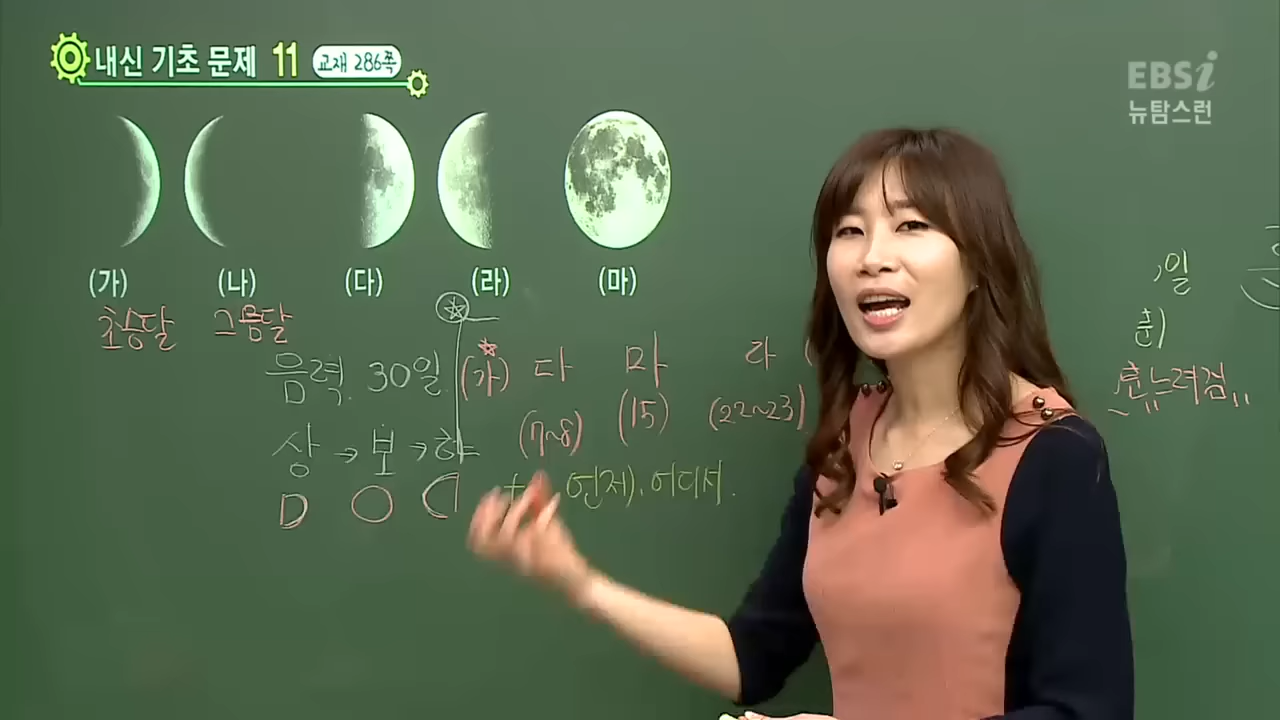 내신 기초 문제 11 교재 286쪽
EBSi
뉴탐스런
(가) (나) (다) (라) (마)
초승달 그믐달
음력. 30일 (가) 다 마 라
(7~8) (15) (22~23)
상 → 보 → 하
+ 언제, 어디서.
일